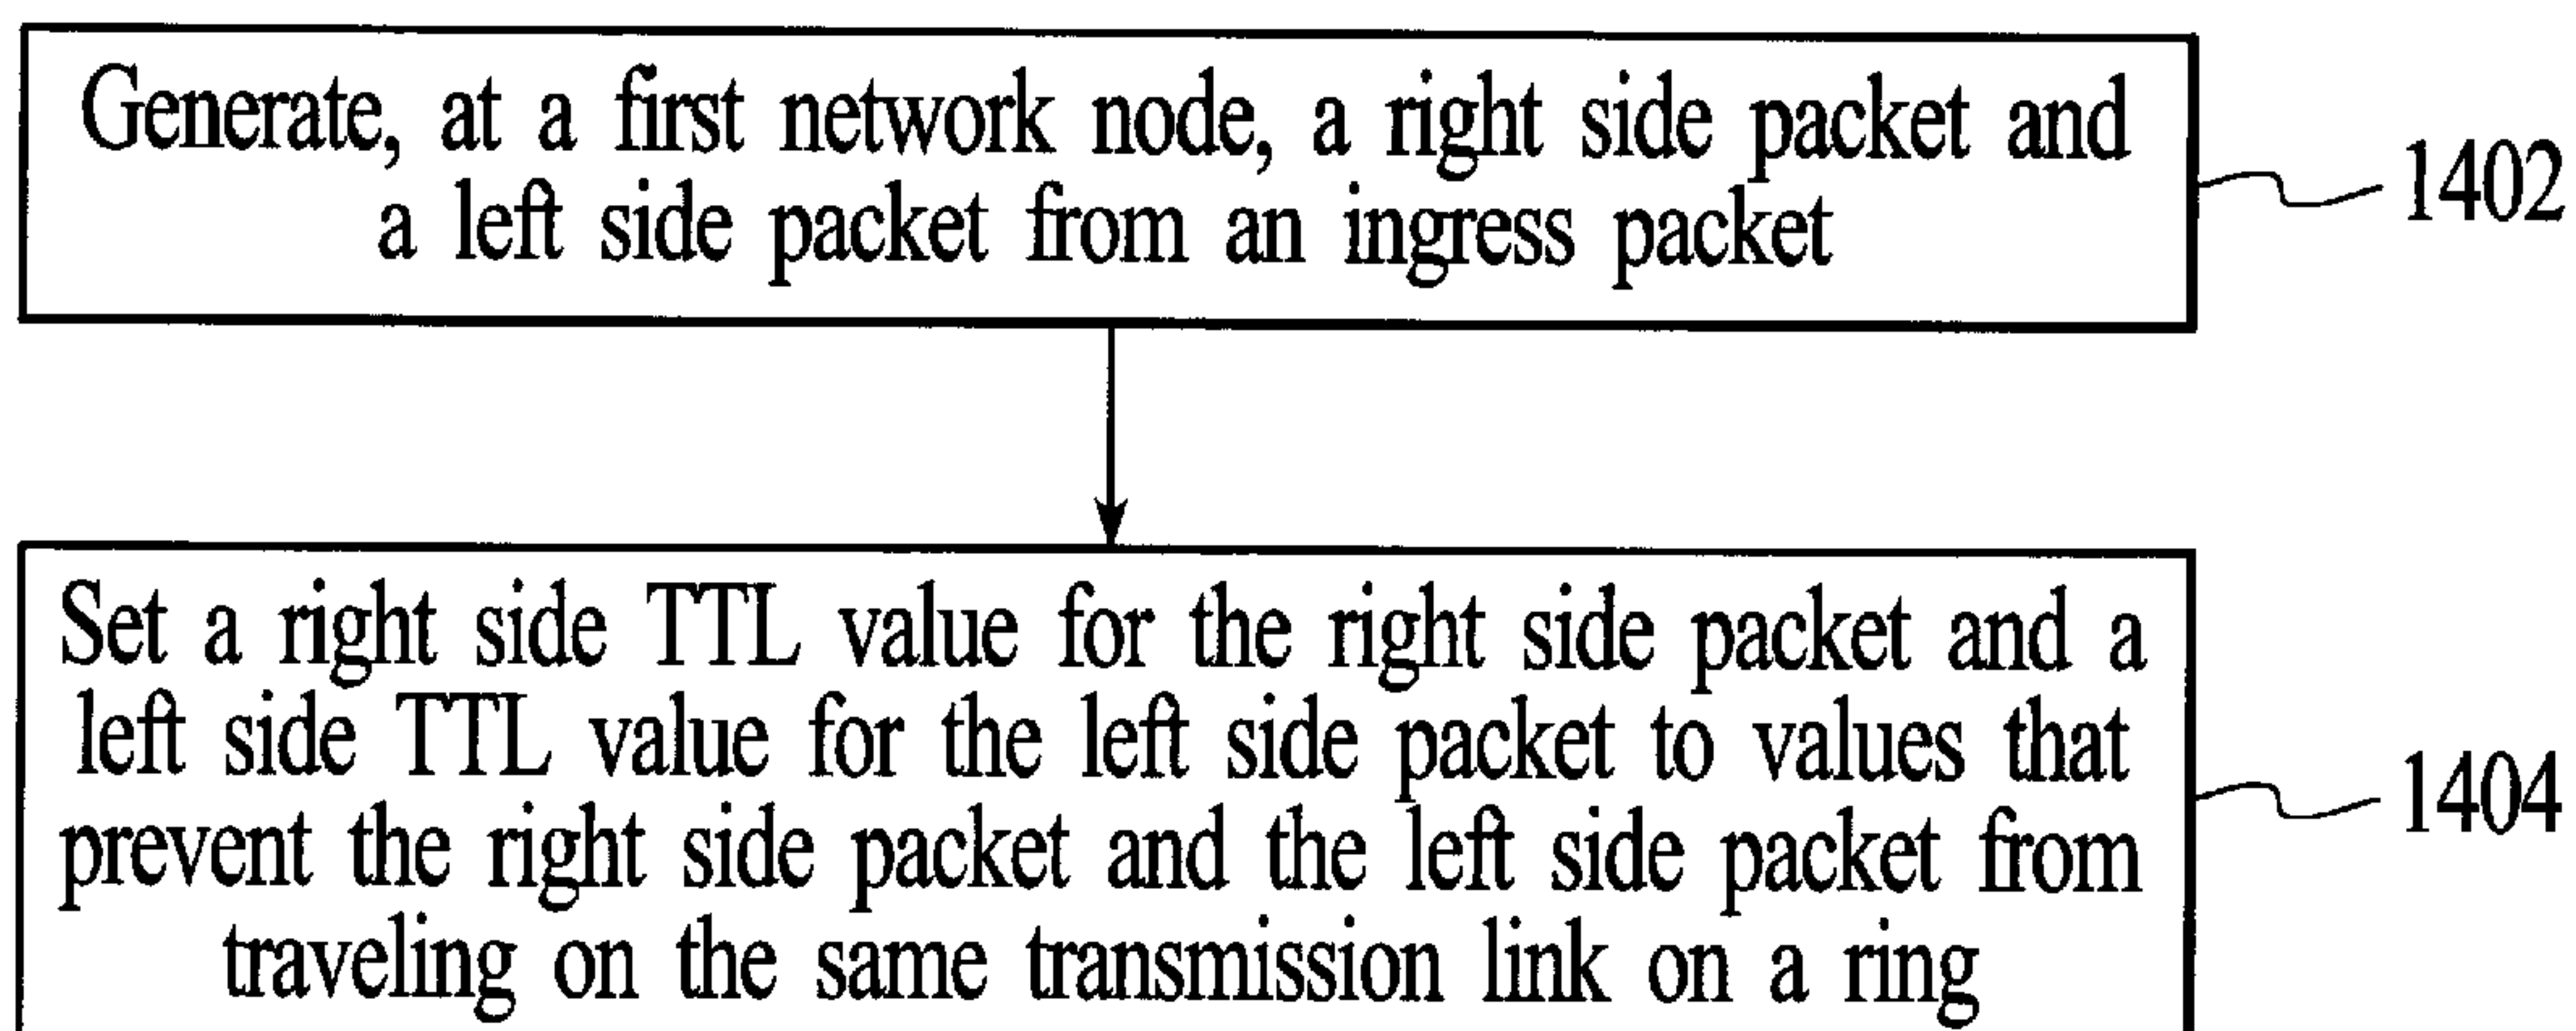 Generate, at a first network node, a right side packet and
a left side packet from an ingress packet
1402
Set a right side TTL value for the right side packet and a
left side TTL value for the left side packet to values that
prevent the right side packet and the left side packet from
traveling on the same transmission link on a ring
1404